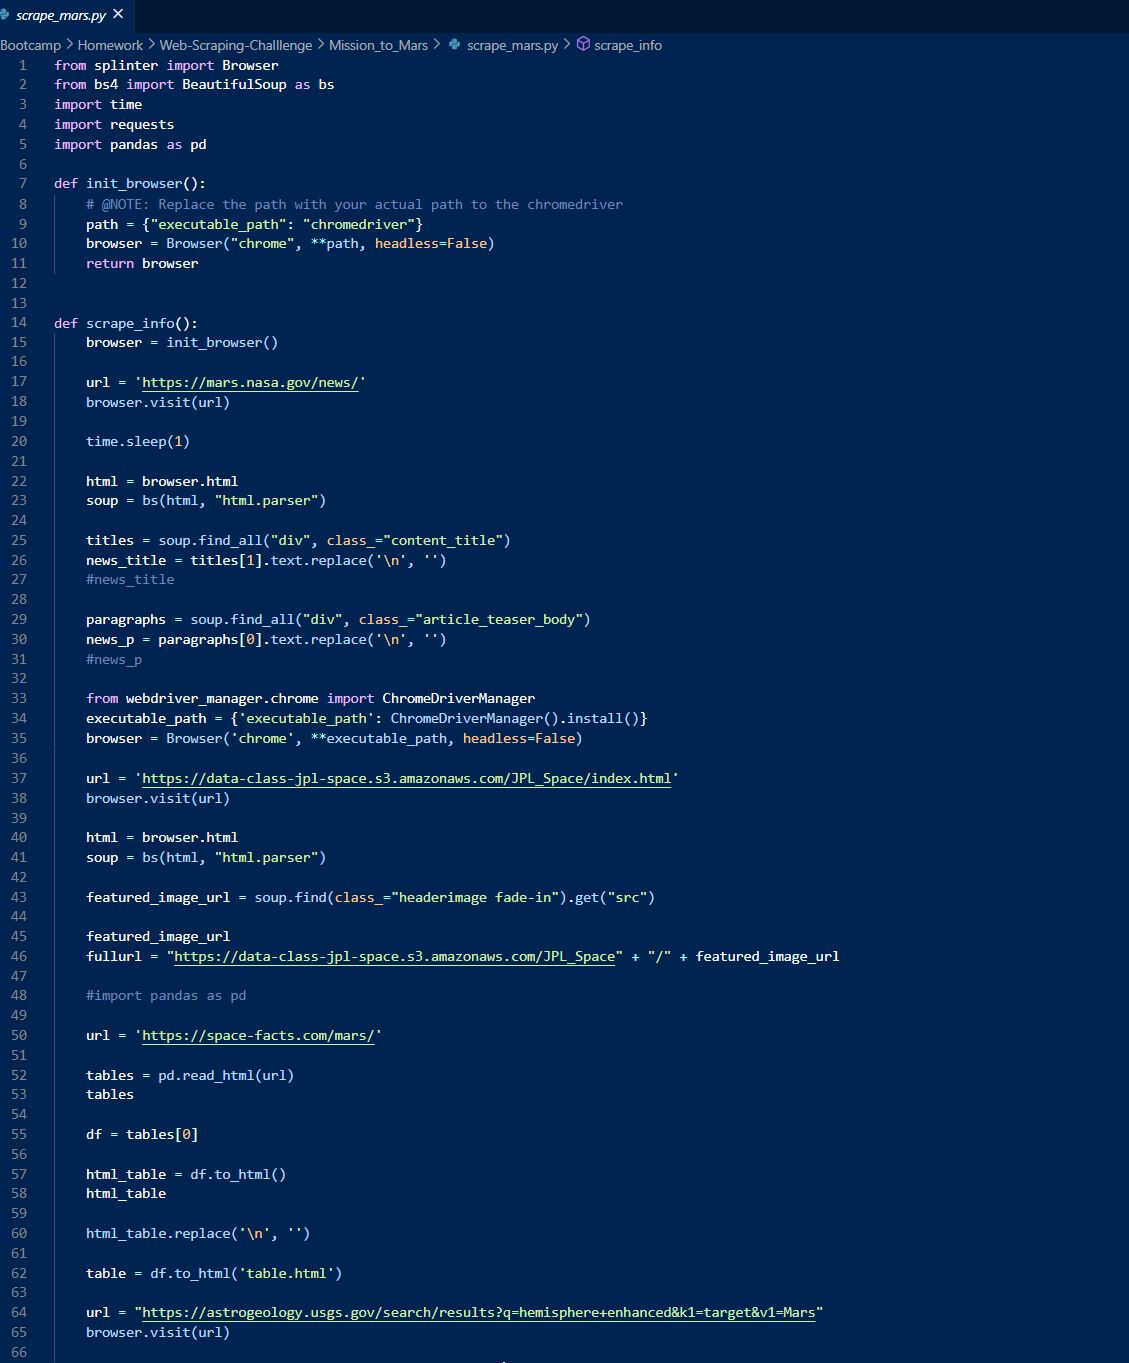 scrape_mars.py ×
Bootcamp > Homework > Web-Scraping-Challlenge > Mission_to_Mars > scrape_mars.py > scrape_info
1 from splinter import Browser
2 from bs4 import BeautifulSoup as bs
3 import time
4 import requests
5 import pandas as pd
6
7 def init_browser():
8     # @NOTE: Replace the path with your actual path to the chromedriver
9     path = {"executable_path": "chromedriver"}
10     browser = Browser("chrome", **path, headless=False)
11     return browser
12
13
14 def scrape_info():
15     browser = init_browser()
16
17     url = 'https://mars.nasa.gov/news/'
18     browser.visit(url)
19
20     time.sleep(1)
21
22     html = browser.html
23     soup = bs(html, "html.parser")
24
25     titles = soup.find_all("div", class_="content_title")
26     news_title = titles[1].text.replace('\n', '')
27     #news_title
28
29     paragraphs = soup.find_all("div", class_="article_teaser_body")
30     news_p = paragraphs[0].text.replace('\n', '')
31     #news_p
32
33     from webdriver_manager.chrome import ChromeDriverManager
34     executable_path = {'executable_path': ChromeDriverManager().install()}
35     browser = Browser('chrome', **executable_path, headless=False)
36
37     url = 'https://data-class-jpl-space.s3.amazonaws.com/JPL_Space/index.html'
38     browser.visit(url)
39
40     html = browser.html
41     soup = bs(html, "html.parser")
42
43     featured_image_url = soup.find(class_="headerimage fade-in").get("src")
44
45     featured_image_url
46     fullurl = "https://data-class-jpl-space.s3.amazonaws.com/JPL_Space" + "/" + featured_image_url
47
48     #import pandas as pd
49
50     url = 'https://space-facts.com/mars/'
51
52     tables = pd.read_html(url)
53     tables
54
55     df = tables[0]
56
57     html_table = df.to_html()
58     html_table
59
60     html_table.replace('\n', '')
61
62     table = df.to_html('table.html')
63
64     url = "https://astrogeology.usgs.gov/search/results?q=hemisphere+enhanced&k1=target&v1=Mars"
65     browser.visit(url)
66